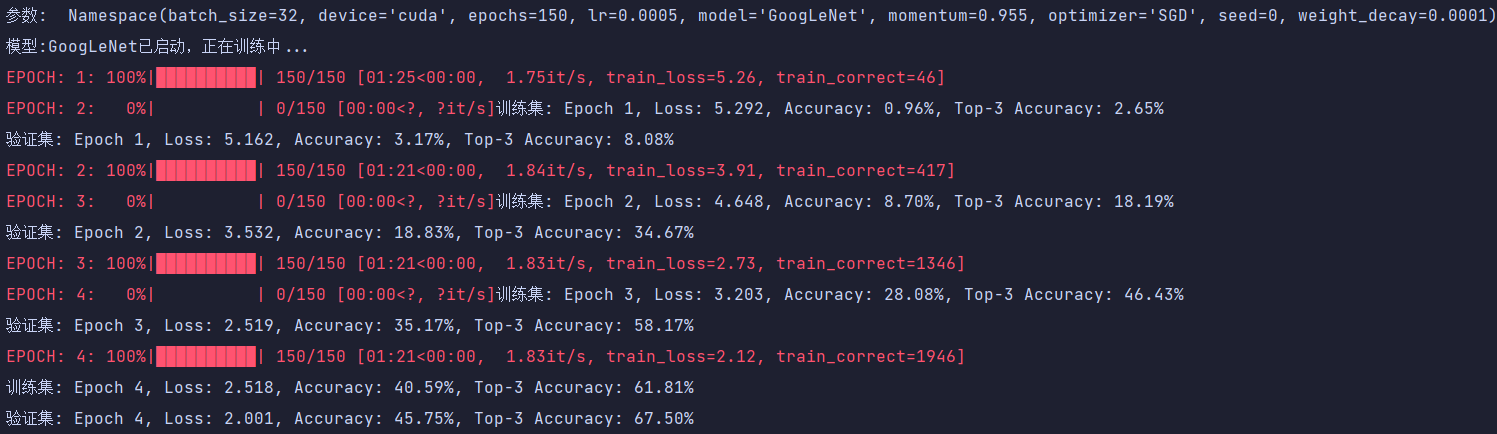 参数:  Namespace(batch_size=32, device='cuda', epochs=150, lr=0.0005, model='GoogLeNet', momentum=0.955, optimizer='SGD', seed=0, weight_decay=0.0001)
模型:GoogLeNet已启动，正在训练中...
EPOCH: 1: 100%|██████████| 150/150 [01:25<00:00,  1.75it/s, train_loss=5.26, train_correct=46]
EPOCH: 2:   0%|          | 0/150 [00:00<?, ?it/s]训练集: Epoch 1, Loss: 5.292, Accuracy: 0.96%, Top-3 Accuracy: 2.65%
验证集: Epoch 1, Loss: 5.162, Accuracy: 3.17%, Top-3 Accuracy: 8.08%
EPOCH: 2: 100%|██████████| 150/150 [01:21<00:00,  1.84it/s, train_loss=3.91, train_correct=417]
EPOCH: 3:   0%|          | 0/150 [00:00<?, ?it/s]训练集: Epoch 2, Loss: 4.648, Accuracy: 8.70%, Top-3 Accuracy: 18.19%
验证集: Epoch 2, Loss: 3.532, Accuracy: 18.83%, Top-3 Accuracy: 34.67%
EPOCH: 3: 100%|██████████| 150/150 [01:21<00:00,  1.83it/s, train_loss=2.73, train_correct=1346]
EPOCH: 4:   0%|          | 0/150 [00:00<?, ?it/s]训练集: Epoch 3, Loss: 3.203, Accuracy: 28.08%, Top-3 Accuracy: 46.43%
验证集: Epoch 3, Loss: 2.519, Accuracy: 35.17%, Top-3 Accuracy: 58.17%
EPOCH: 4: 100%|██████████| 150/150 [01:21<00:00,  1.83it/s, train_loss=2.12, train_correct=1946]
训练集: Epoch 4, Loss: 2.518, Accuracy: 40.59%, Top-3 Accuracy: 61.81%
验证集: Epoch 4, Loss: 2.001, Accuracy: 45.75%, Top-3 Accuracy: 67.50%